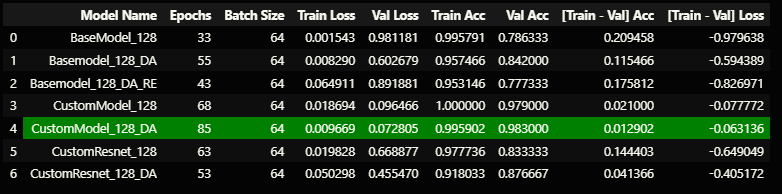 Model Name Epochs Batch Size Train Loss Val Loss Train Acc Val Acc [Train - Val] Acc [Train - Val] Loss
0 BaseModel_128 33 64 0.001543 0.981181 0.995791 0.786333 0.209458 -0.979638
1 Basemodel_128_DA 55 64 0.008290 0.602679 0.957466 0.842000 0.115466 -0.594389
2 Basemodel_128_DA_RE 43 64 0.064911 0.891881 0.953146 0.777333 0.175812 -0.826971
3 CustomModel_128 68 64 0.018694 0.096466 1.000000 0.979000 0.021000 -0.077772
4 CustomModel_128_DA 85 64 0.009669 0.072805 0.995902 0.983000 0.012902 -0.063136
5 CustomResnet_128 63 64 0.019828 0.668877 0.977736 0.833333 0.144403 -0.649049
6 CustomResnet_128_DA 53 64 0.050298 0.455470 0.918033 0.876667 0.041366 -0.405172